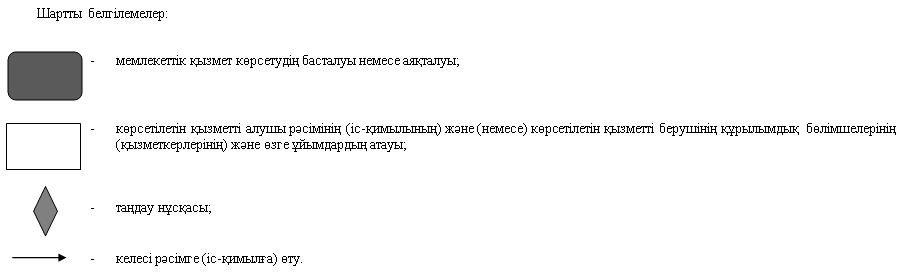 Шартты белгілемелер:
- мемлекеттік қызмет көрсетудің басталуы немесе аяқталуы;
- көрсетілетін қызметті алушы рәсімінің (іс-қимылының) және (немесе) көрсетілетін қызметті берушінің құрылымдық бөлімшелерінің
(қызметкерлерінің) және өзге ұйымдардың атауы;
- таңдау нұсқасы;
- келесі рәсімге (іс-қимылға) өту.